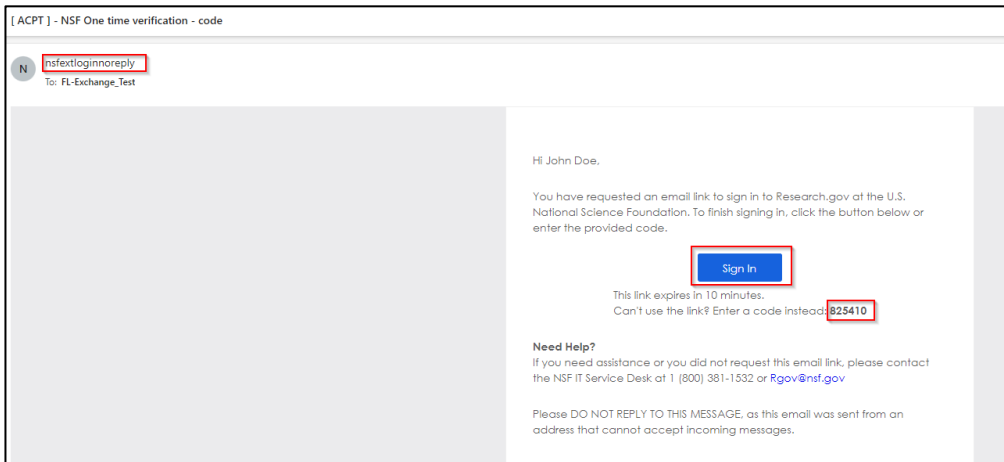 [ ACPT ] - NSF One time verification - code
N
nsfextloginnoreply
To: FL-Exchange_Test
Hi John Doe,
You have requested an email link to sign in to Research.gov at the U.S.
National Science Foundation. To finish signing in, click the button below or
enter the provided code.
Sign In
This link expires in 10 minutes.
Can't use the link? Enter a code instead: 825410
Need Help?
If you need assistance or you did not request this email link, please contact
the NSF IT Service Desk at 1 (800) 381-1532 or Rgov@nsf.gov
Please DO NOT REPLY TO THIS MESSAGE, as this email was sent from an
address that cannot accept incoming messages.